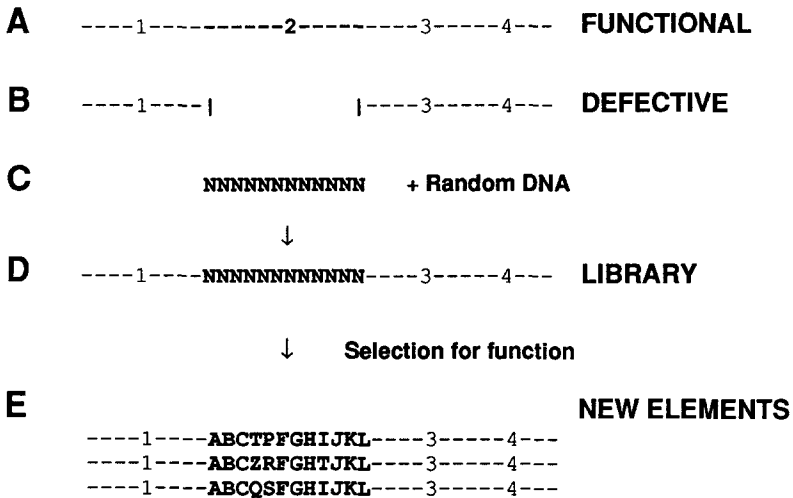 A ----1----------2----------3-----4--- FUNCTIONAL
B ----1----| |----3-----4--- DEFECTIVE
C NNNNNNNNNNNN + Random DNA
↓
D ----1----NNNNNNNNNNNN----3-----4--- LIBRARY
↓ Selection for function
E NEW ELEMENTS
----1----ABCTPFGHIJKL----3-----4---
----1----ABCZRFGHTJKL----3-----4---
----1----ABCQSFGHIJKL----3-----4---